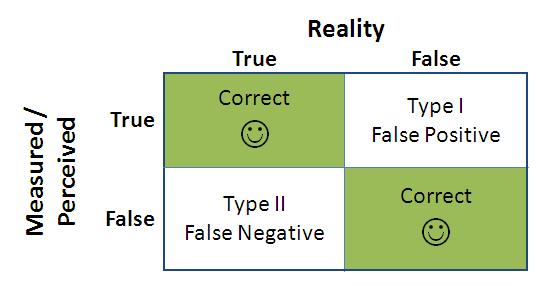 Reality
True
False
Measured /
Perceived
True
Correct
Type I
False Positive
False
Type II
False Negative
Correct